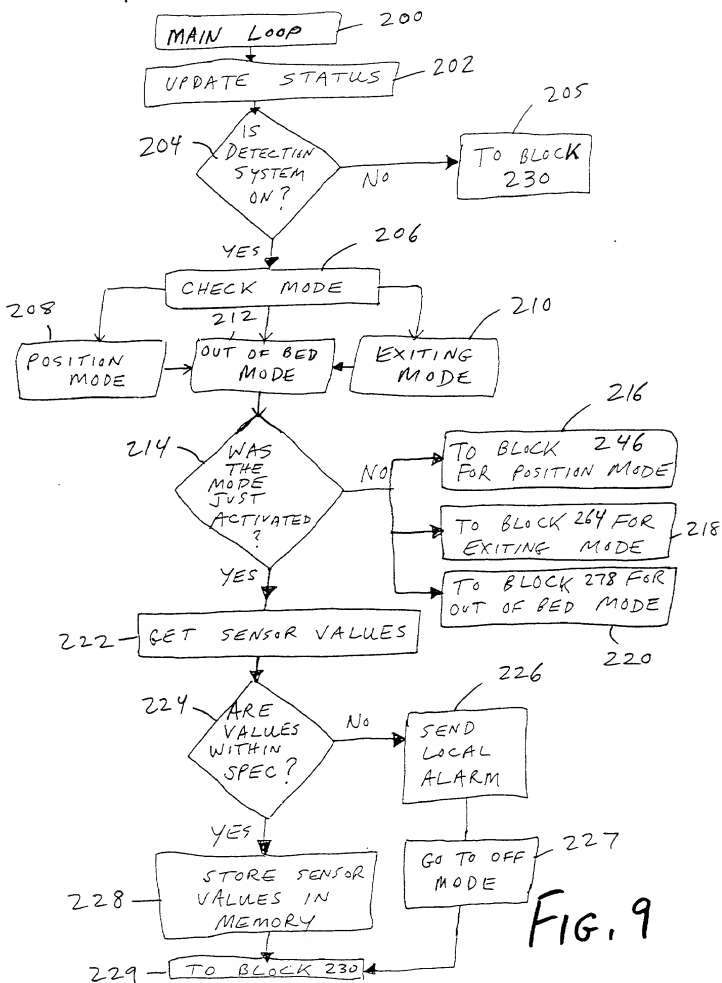 MAIN LOOP
200
UPDATE STATUS
202
IS
DETECTION
SYSTEM
ON?
204
NO
205
TO BLOCK
230
YES
206
CHECK MODE
208
POSITION
MODE
212
OUT OF BED
MODE
210
EXITING
MODE
214
WAS
THE
MODE
JUST
ACTIVATED
?
NO
216
TO BLOCK 246
FOR POSITION MODE
TO BLOCK 264 FOR
EXITING MODE
218
TO BLOCK 278 FOR
OUT OF BED MODE
220
YES
222
GET SENSOR VALUES
224
ARE
VALUES
WITHIN
SPEC?
NO
226
SEND
LOCAL
ALARM
YES
227
GO TO OFF
MODE
228
STORE SENSOR
VALUES IN
MEMORY
229
TO BLOCK 230
FIG. 9